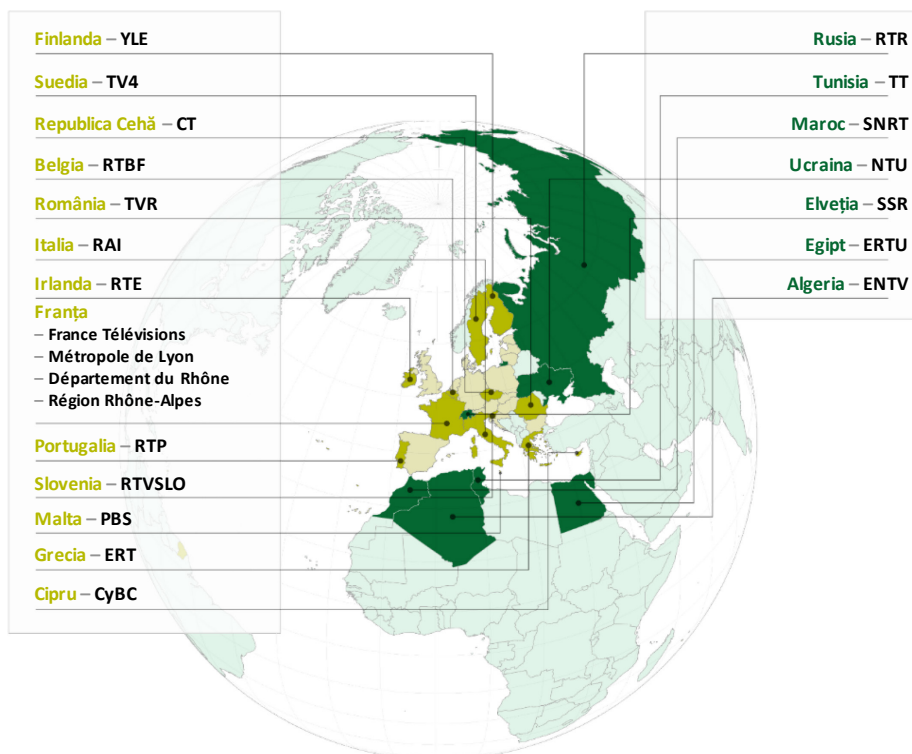 Finlanda – YLE
Suedia – TV4
Republica Cehă – CT
Belgia – RTBF
România – TVR
Italia – RAI
Irlanda – RTE
Franța
– France Télévisions
– Métropole de Lyon
– Département du Rhône
– Région Rhône-Alpes
Portugalia – RTP
Slovenia – RTVSLO
Malta – PBS
Grecia – ERT
Cipru – CyBC
Rusia – RTR
Tunisia – TT
Maroc – SNRT
Ucraina – NTU
Elveția – SSR
Egipt – ERTU
Algeria – ENTV